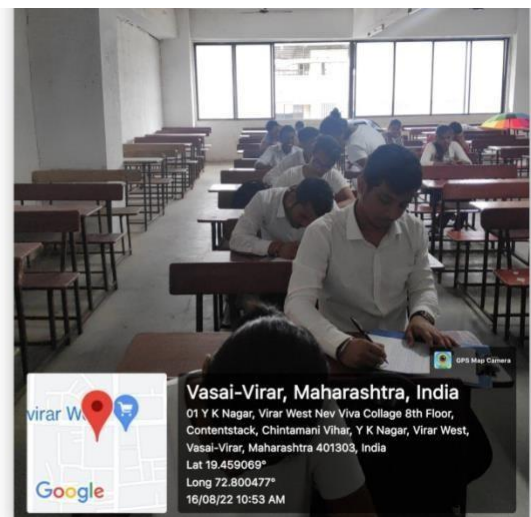 GPS Map Camera
virar W
Google
Vasai-Virar, Maharashtra, India
01 Y K Nagar, Virar West Nev Viva Collage 8th Floor,
Contentstack, Chintamani Vihar, Y K Nagar, Virar West,
Vasai-Virar, Maharashtra 401303, India
Lat 19.459069°
Long 72.800477°
16/08/22 10:53 AM